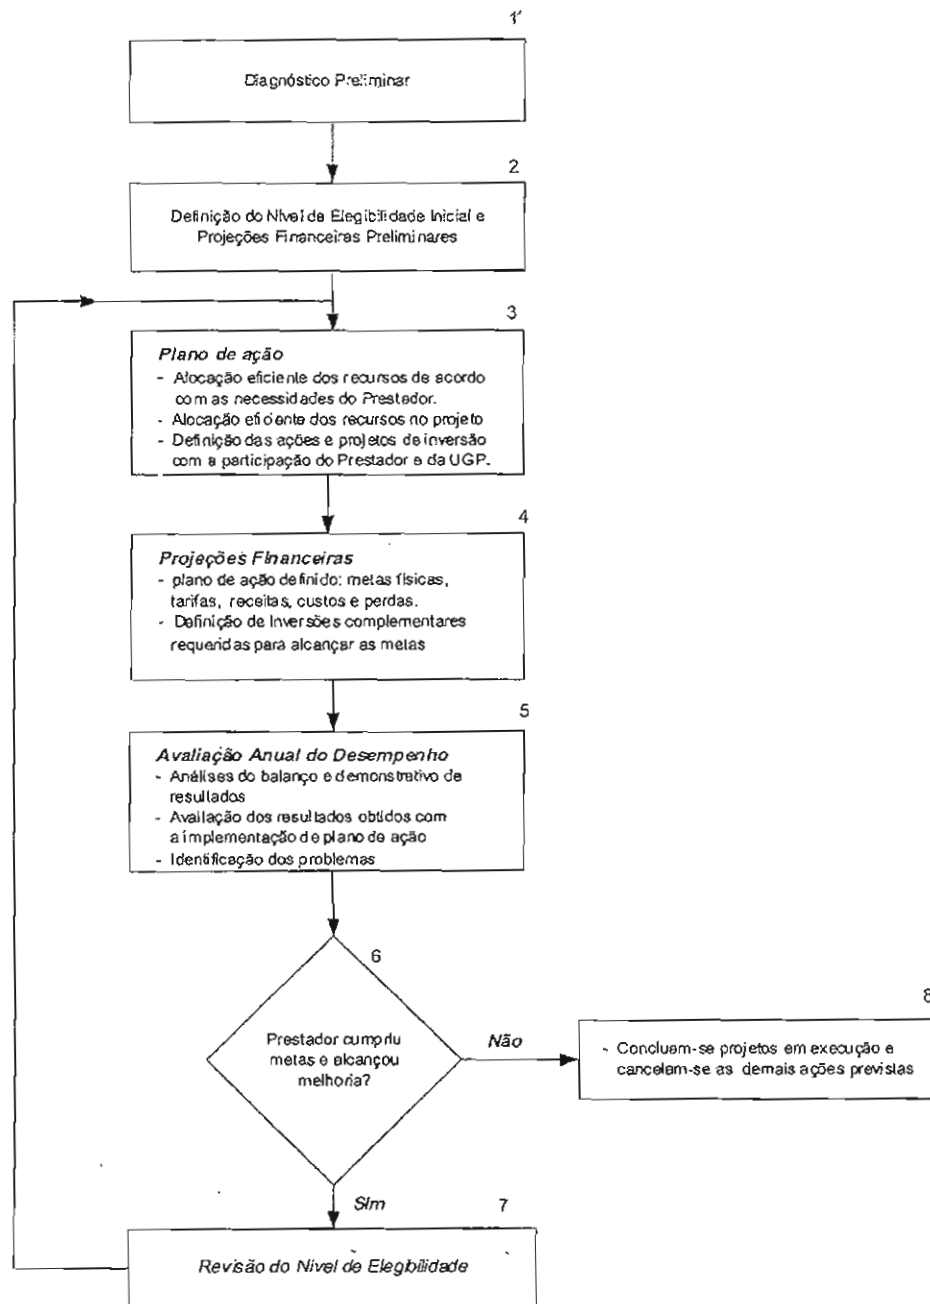 1
Diagnóstico Preliminar
2
Definição do Nível de Elegibilidade Inicial e
Projeções Financeiras Preliminares
3
Plano de ação
- Alocação eficiente dos recursos de acordo
com as necessidades do Prestador.
- Alocação eficiente dos recursos no projeto
- Definição das ações e projetos de inversão
com a participação do Prestador e da UGP.
4
Projeções Financeiras
- plano de ação definido: metas físicas,
tarifas, receitas, custos e perdas.
- Definição de Inversões complementares
requeridas para alcançar as metas
5
Avaliação Anual do Desempenho
- Análises do balanço e demonstrativo de
resultados
- Avaliação dos resultados obtidos com
a implementação de plano de ação
- Identificação dos problemas
6
Prestador cumpriu
metas e alcançou
melhoria?
Não
8
- Concluem-se projetos em execução e
cancelam-se as demais ações previstas
Sim
7
Revisão do Nível de Elegibilidade